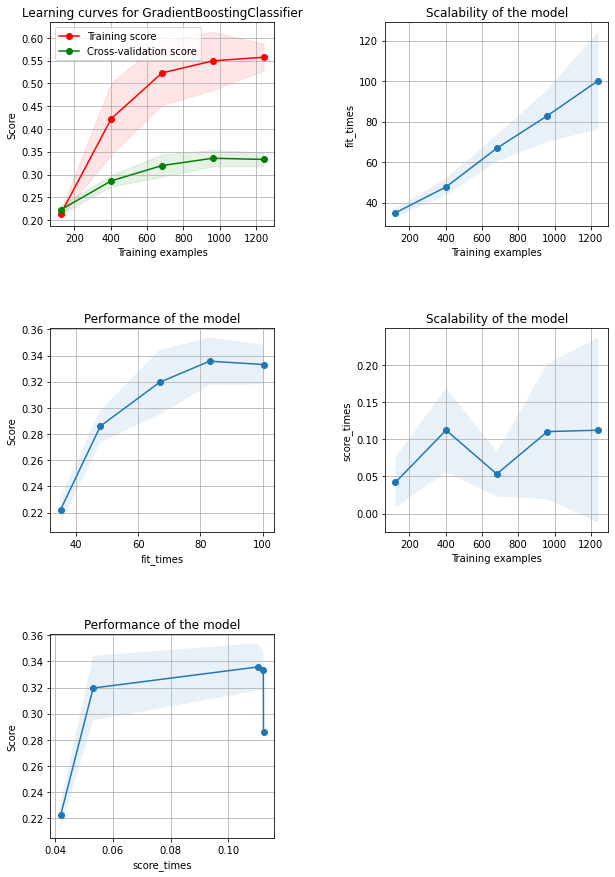 Learning curves for GradientBoostingClassifier
Training score
Cross-validation score
0.60
0.55
0.50
0.45
0.40
0.35
0.30
0.25
0.20
Score
200 400 600 800 1000 1200
Training examples
Scalability of the model
120
100
80
60
40
fit_times
200 400 600 800 1000 1200
Training examples
Performance of the model
0.36
0.34
0.32
0.30
0.28
0.26
0.24
0.22
Score
40 60 80 100
fit_times
Scalability of the model
0.20
0.15
0.10
0.05
0.00
score_times
200 400 600 800 1000 1200
Training examples
Performance of the model
0.36
0.34
0.32
0.30
0.28
0.26
0.24
0.22
Score
0.04 0.06 0.08 0.10
score_times